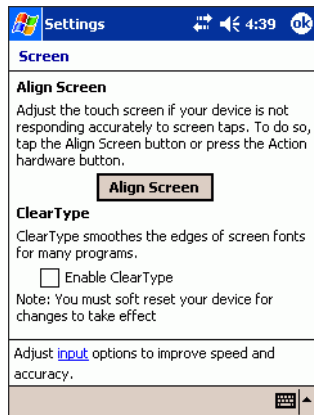 Settings 4:39 ok
Screen
Align Screen
Adjust the touch screen if your device is not
responding accurately to screen taps. To do so,
tap the Align Screen button or press the Action
hardware button.
Align Screen
ClearType
ClearType smoothes the edges of screen fonts
for many programs.
Enable ClearType
Note: You must soft reset your device for
changes to take effect
Adjust input options to improve speed and
accuracy.